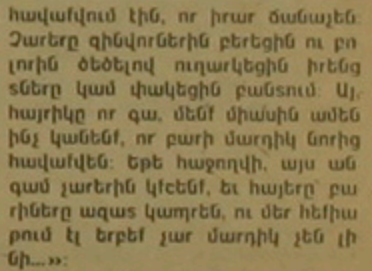 հավաքվում էին, որ իրար ճանաչեն:
Չարերը զինվորներին բերեցին ու բո
լորին ծեծելով ուղարկեցին իրենց
տները կամ փակեցին բանտում: Այ,
հայրիկը որ գա, մենք միասին ամեն
ինչ կանենք, որ բարի մարդիկ նորից
հավաքվեն: Եթե հաջողվի, այս ան
գամ չարերին կքշենք, եւ հայերը՝ բա
րիները ազատ կապրեն, ու մեր հեքիա
թում էլ երբեք չար մարդիկ չեն լի
նի...»: